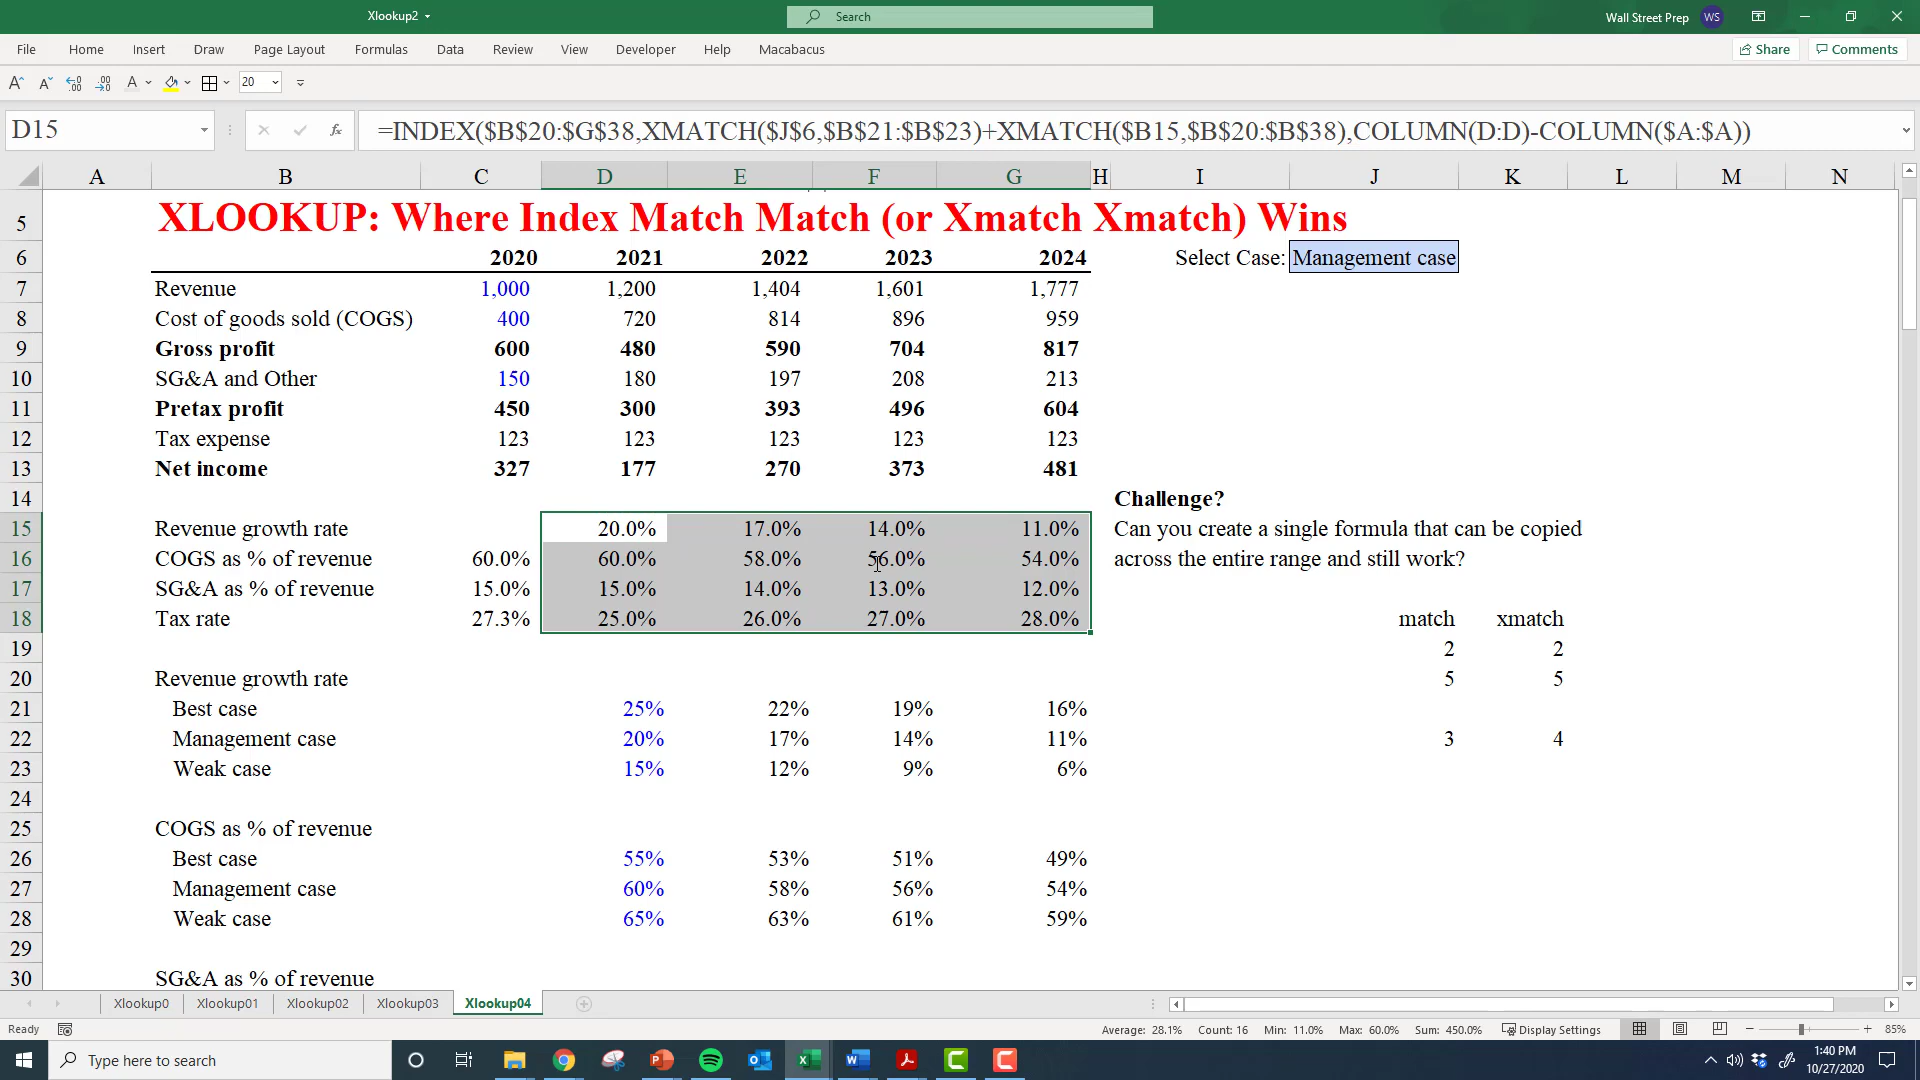 Xlookup2
Search
Wall Street Prep
WS
File Home Insert Draw Page Layout Formulas Data Review View Developer Help Macabacus
Share
Comments
20
D15
fx
=INDEX($B$20:$G$38,XMATCH($J$6,$B$21:$B$23)+XMATCH($B15,$B$20:$B$38),COLUMN(D:D)-COLUMN($A:$A))
A B C D E F G H I J K L M N
5 XLOOKUP: Where Index Match Match (or Xmatch Xmatch) Wins
6 2020 2021 2022 2023 2024 Select Case: Management case
7 Revenue 1,000 1,200 1,404 1,601 1,777
8 Cost of goods sold (COGS) 400 720 814 896 959
9 Gross profit 600 480 590 704 817
10 SG&A and Other 150 180 197 208 213
11 Pretax profit 450 300 393 496 604
12 Tax expense 123 123 123 123 123
13 Net income 327 177 270 373 481
14 Challenge?
15 Revenue growth rate 20.0% 17.0% 14.0% 11.0% Can you create a single formula that can be copied
16 COGS as % of revenue 60.0% 60.0% 58.0% 56.0% 54.0% across the entire range and still work?
17 SG&A as % of revenue 15.0% 15.0% 14.0% 13.0% 12.0%
18 Tax rate 27.3% 25.0% 26.0% 27.0% 28.0% match xmatch
19 2 2
20 Revenue growth rate 5 5
21 Best case 25% 22% 19% 16%
22 Management case 20% 17% 14% 11% 3 4
23 Weak case 15% 12% 9% 6%
24
25 COGS as % of revenue
26 Best case 55% 53% 51% 49%
27 Management case 60% 58% 56% 54%
28 Weak case 65% 63% 61% 59%
29
30 SG&A as % of revenue
Xlookup0 Xlookup01 Xlookup02 Xlookup03 Xlookup04
Ready
Average: 28.1% Count: 16 Min: 11.0% Max: 60.0% Sum: 450.0% Display Settings 85%
Type here to search
1:40 PM
10/27/2020